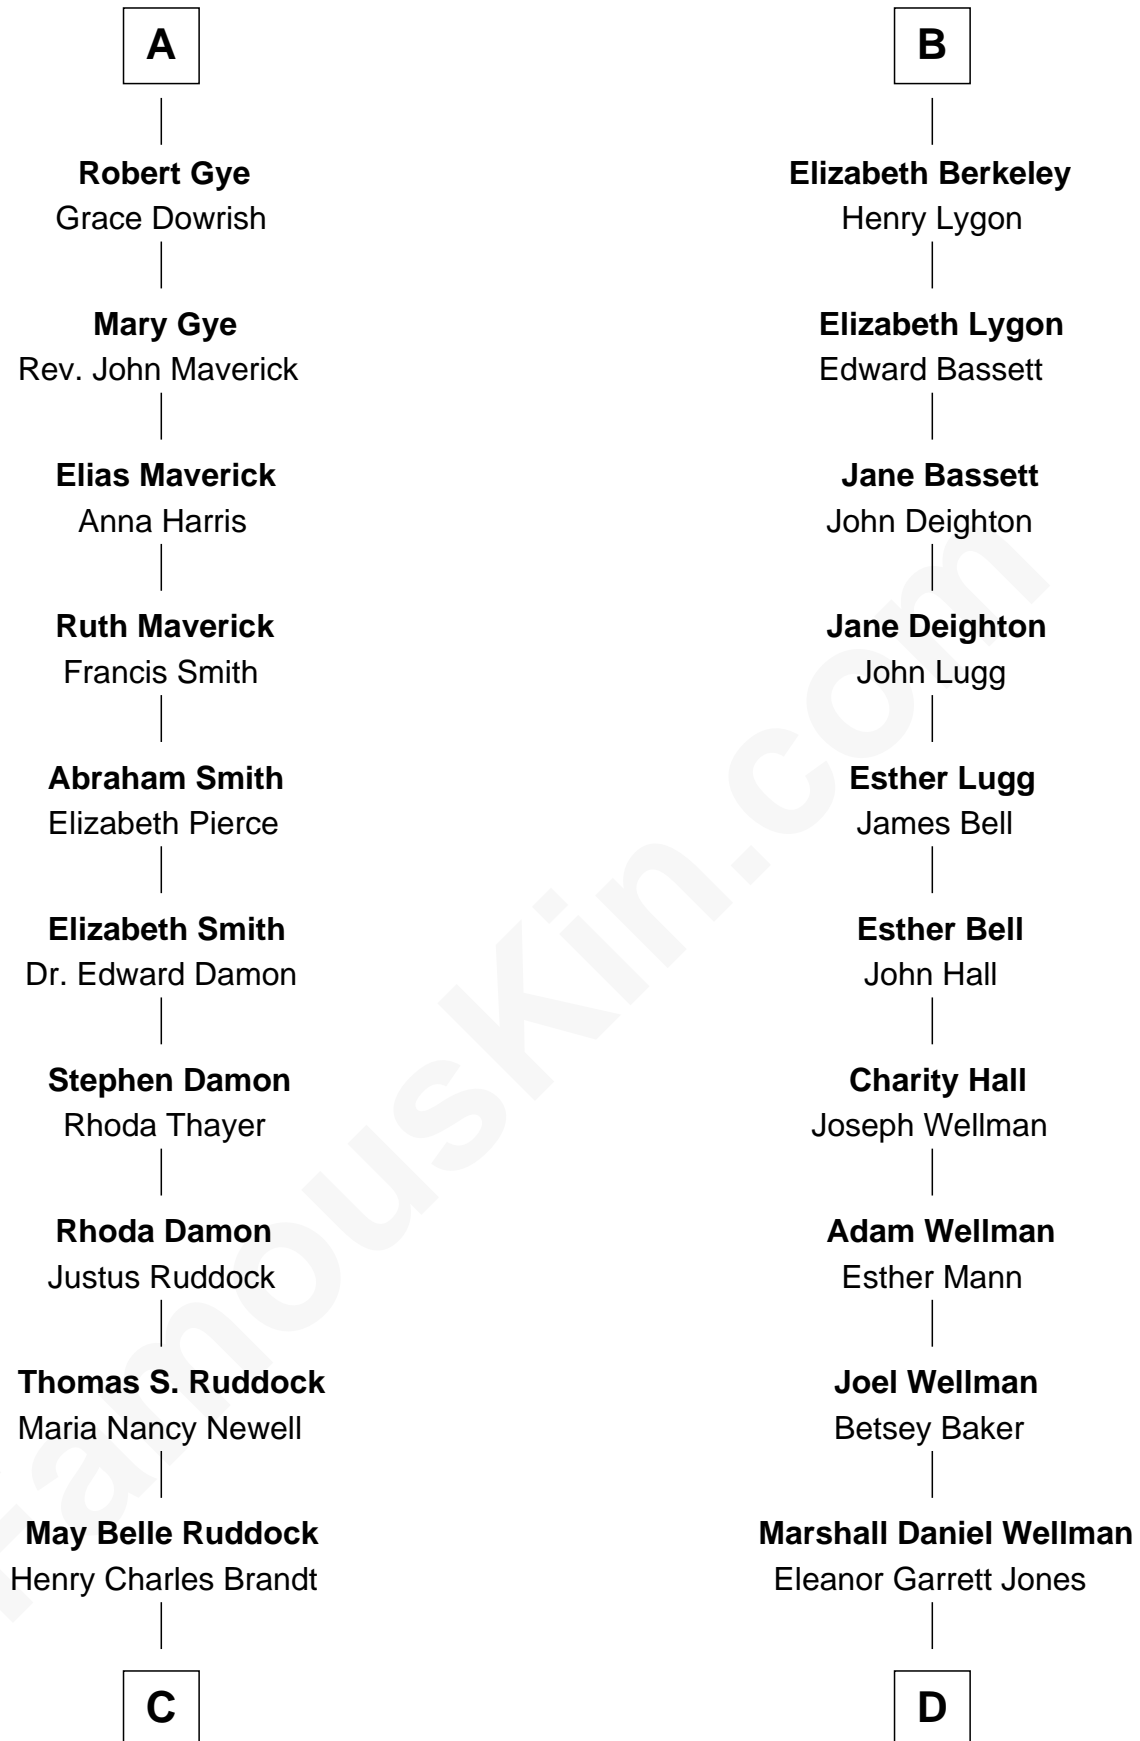 A
Robert Gye
Grace Dowrish
Mary Gye
Rev. John Maverick
Elias Maverick
Anna Harris
Ruth Maverick
Francis Smith
Abraham Smith
Elizabeth Pierce
Elizabeth Smith
Dr. Edward Damon
Stephen Damon
Rhoda Thayer
Rhoda Damon
Justus Ruddock
Thomas S. Ruddock
Maria Nancy Newell
May Belle Ruddock
Henry Charles Brandt
C
B
Elizabeth Berkeley
Henry Lygon
Elizabeth Lygon
Edward Bassett
Jane Bassett
John Deighton
Jane Deighton
John Lugg
Esther Lugg
James Bell
Esther Bell
John Hall
Charity Hall
Joseph Wellman
Adam Wellman
Esther Mann
Joel Wellman
Betsey Baker
Marshall Daniel Wellman
Eleanor Garrett Jones
D
FamousKin.com